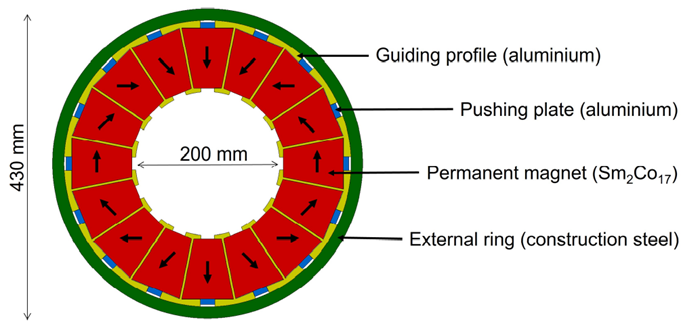 Guiding profile (aluminium)
Pushing plate (aluminium)
200 mm
430 mm
Permanent magnet (Sm₂Co₁₇)
External ring (construction steel)